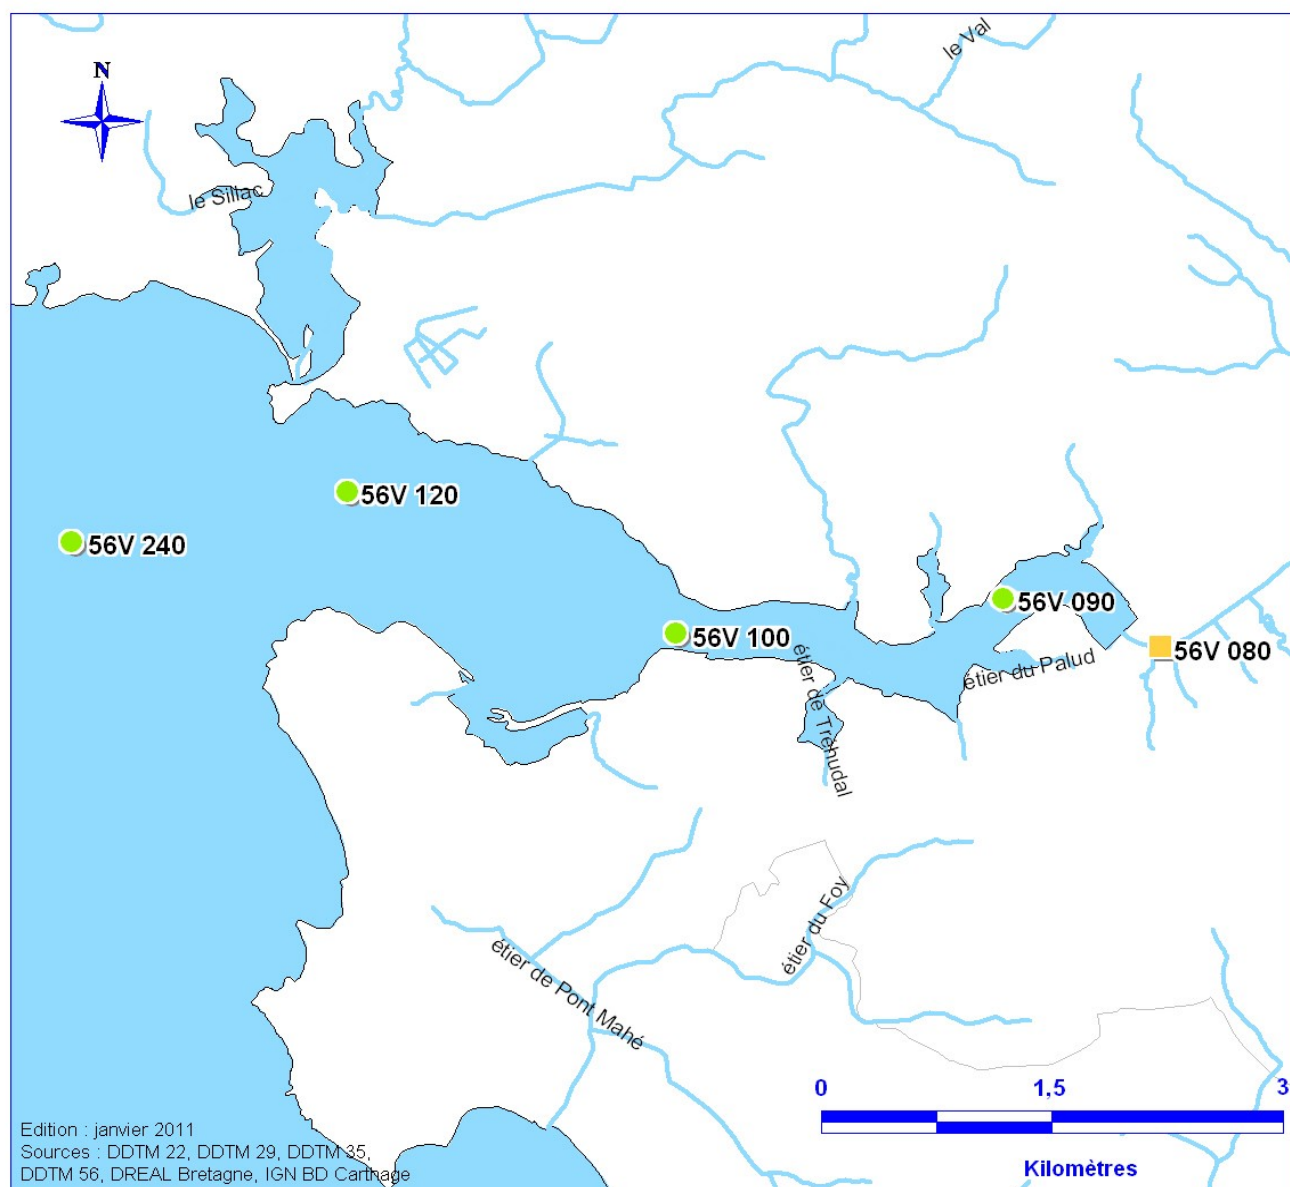 le Val
N
le Sillac
56V 120
56V 240
56V 090
56V 100
56V 080
étier du Palud
étier de Tréhudal
étier du Foy
étier de Pont Mahé
0 1,5 3
Kilomètres
Edition : janvier 2011
Sources : DDTM 22, DDTM 29, DDTM 35,
DDTM 56, DREAL Bretagne, IGN BD Carthage